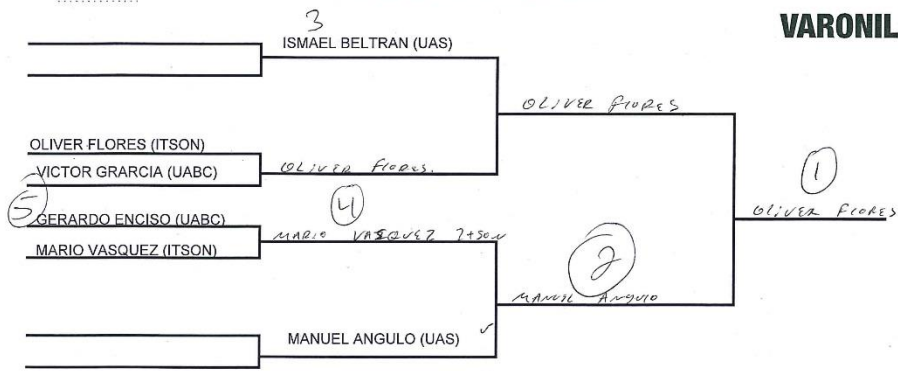 VARONIL
3
ISMAEL BELTRAN (UAS)
OLIVER FLORES
OLIVER FLORES (ITSON)
VICTOR GRARCIA (UABC)
OLIVER FLORES.
1
OLIVER FLORES
5
GERARDO ENCISO (UABC)
4
MARIO VASQUEZ ITSON
MARIO VASQUEZ (ITSON)
2
MANUEL ANGULO
MANUEL ANGULO (UAS)